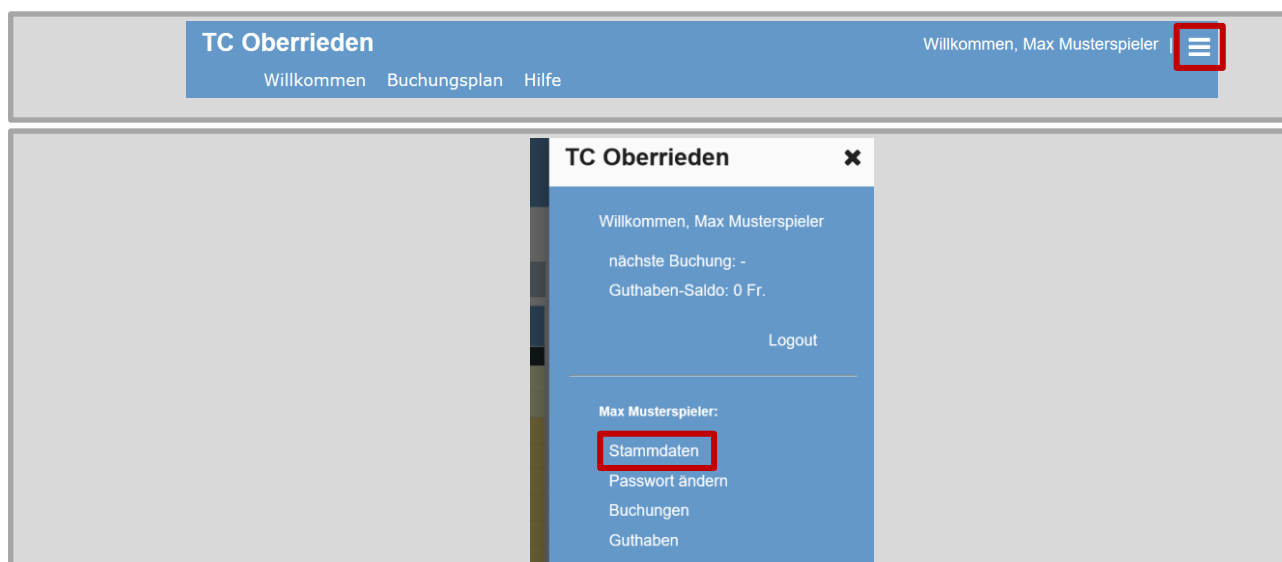 TC Oberrieden
Willkommen, Max Musterspieler |
Willkommen Buchungsplan Hilfe
TC Oberrieden
Willkommen, Max Musterspieler
nächste Buchung: -
Guthaben-Saldo: 0 Fr.
Logout
Max Musterspieler:
Stammdaten
Passwort ändern
Buchungen
Guthaben